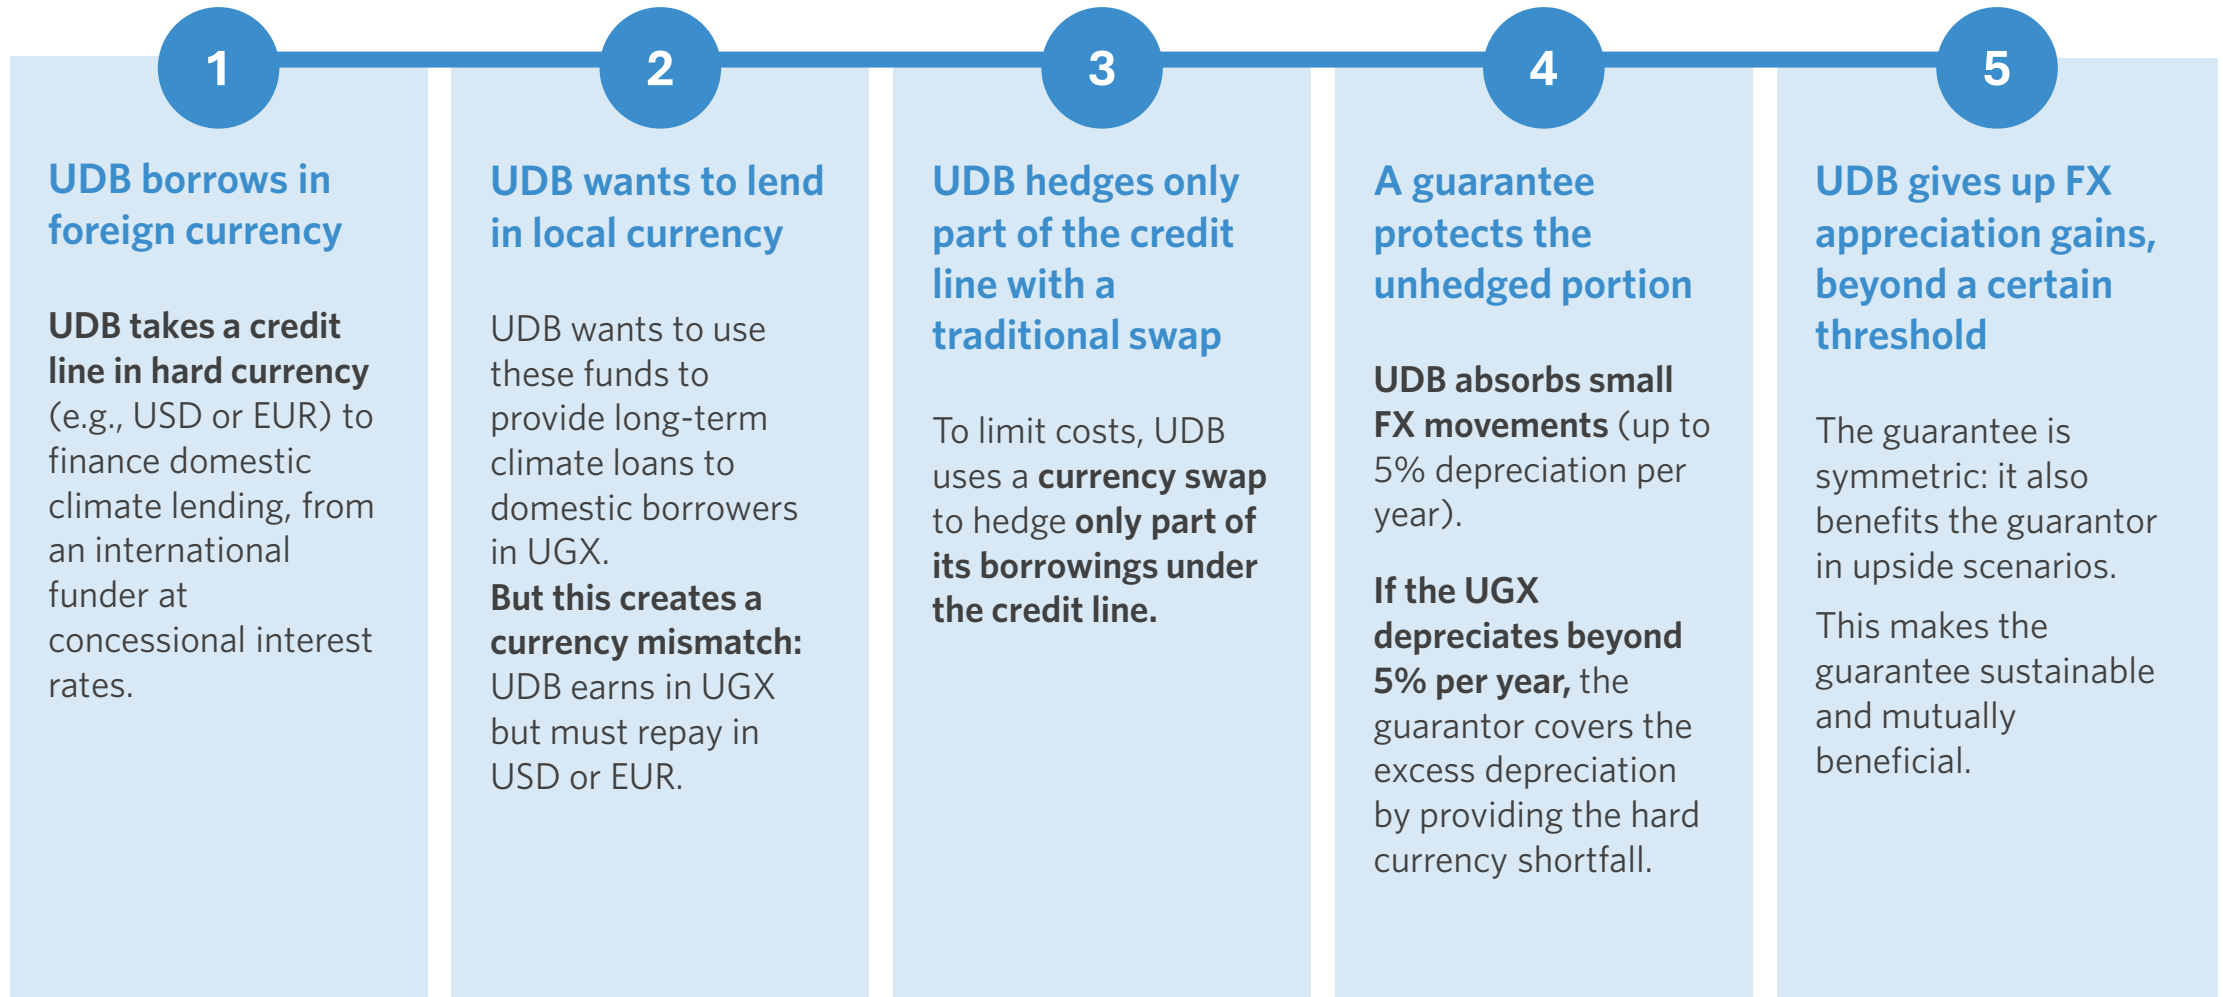 1
UDB borrows in
foreign currency
UDB takes a credit
line in hard currency
(e.g., USD or EUR) to
finance domestic
climate lending, from
an international
funder at
concessional interest
rates.
2
UDB wants to lend
in local currency
UDB wants to use
these funds to
provide long-term
climate loans to
domestic borrowers
in UGX.
But this creates a
currency mismatch:
UDB earns in UGX
but must repay in
USD or EUR.
3
UDB hedges only
part of the credit
line with a
traditional swap
To limit costs, UDB
uses a currency swap
to hedge only part of
its borrowings under
the credit line.
4
A guarantee
protects the
unhedged portion
UDB absorbs small
FX movements (up to
5% depreciation per
year).
If the UGX
depreciates beyond
5% per year, the
guarantor covers the
excess depreciation
by providing the hard
currency shortfall.
5
UDB gives up FX
appreciation gains,
beyond a certain
threshold
The guarantee is
symmetric: it also
benefits the guarantor
in upside scenarios.
This makes the
guarantee sustainable
and mutually
beneficial.